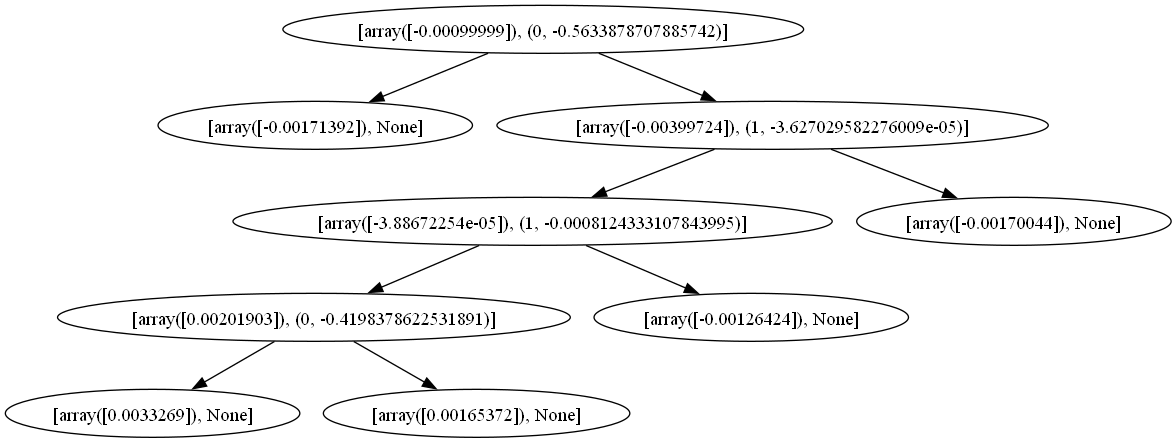 [array([-0.00099999]), (0, -0.5633878707885742)]
[array([-0.00171392]), None]
[array([-0.00399724]), (1, -3.627029582276009e-05)]
[array([-3.88672254e-05]), (1, -0.0008124333107843995)]
[array([-0.00170044]), None]
[array([0.00201903]), (0, -0.4198378622531891)]
[array([-0.00126424]), None]
[array([0.0033269]), None]
[array([0.00165372]), None]